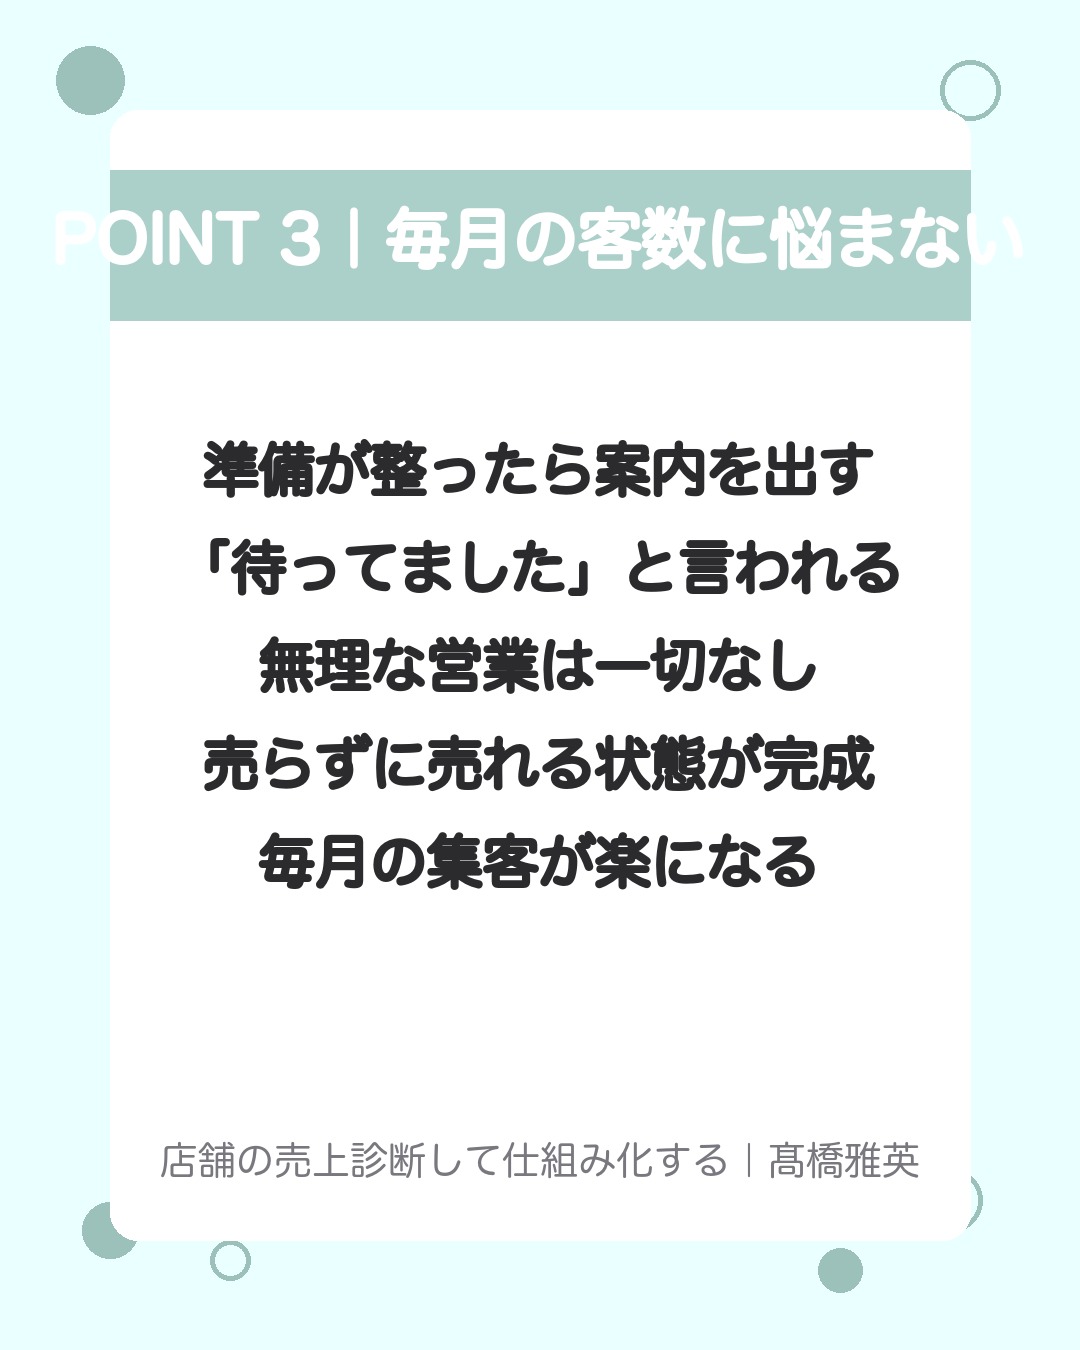 POINT 3｜毎月の客数に悩まない
準備が整ったら案内を出す
「待ってました」と言われる
無理な営業は一切なし
売らずに売れる状態が完成
毎月の集客が楽になる
店舗の売上診断して仕組み化する｜髙橋雅英